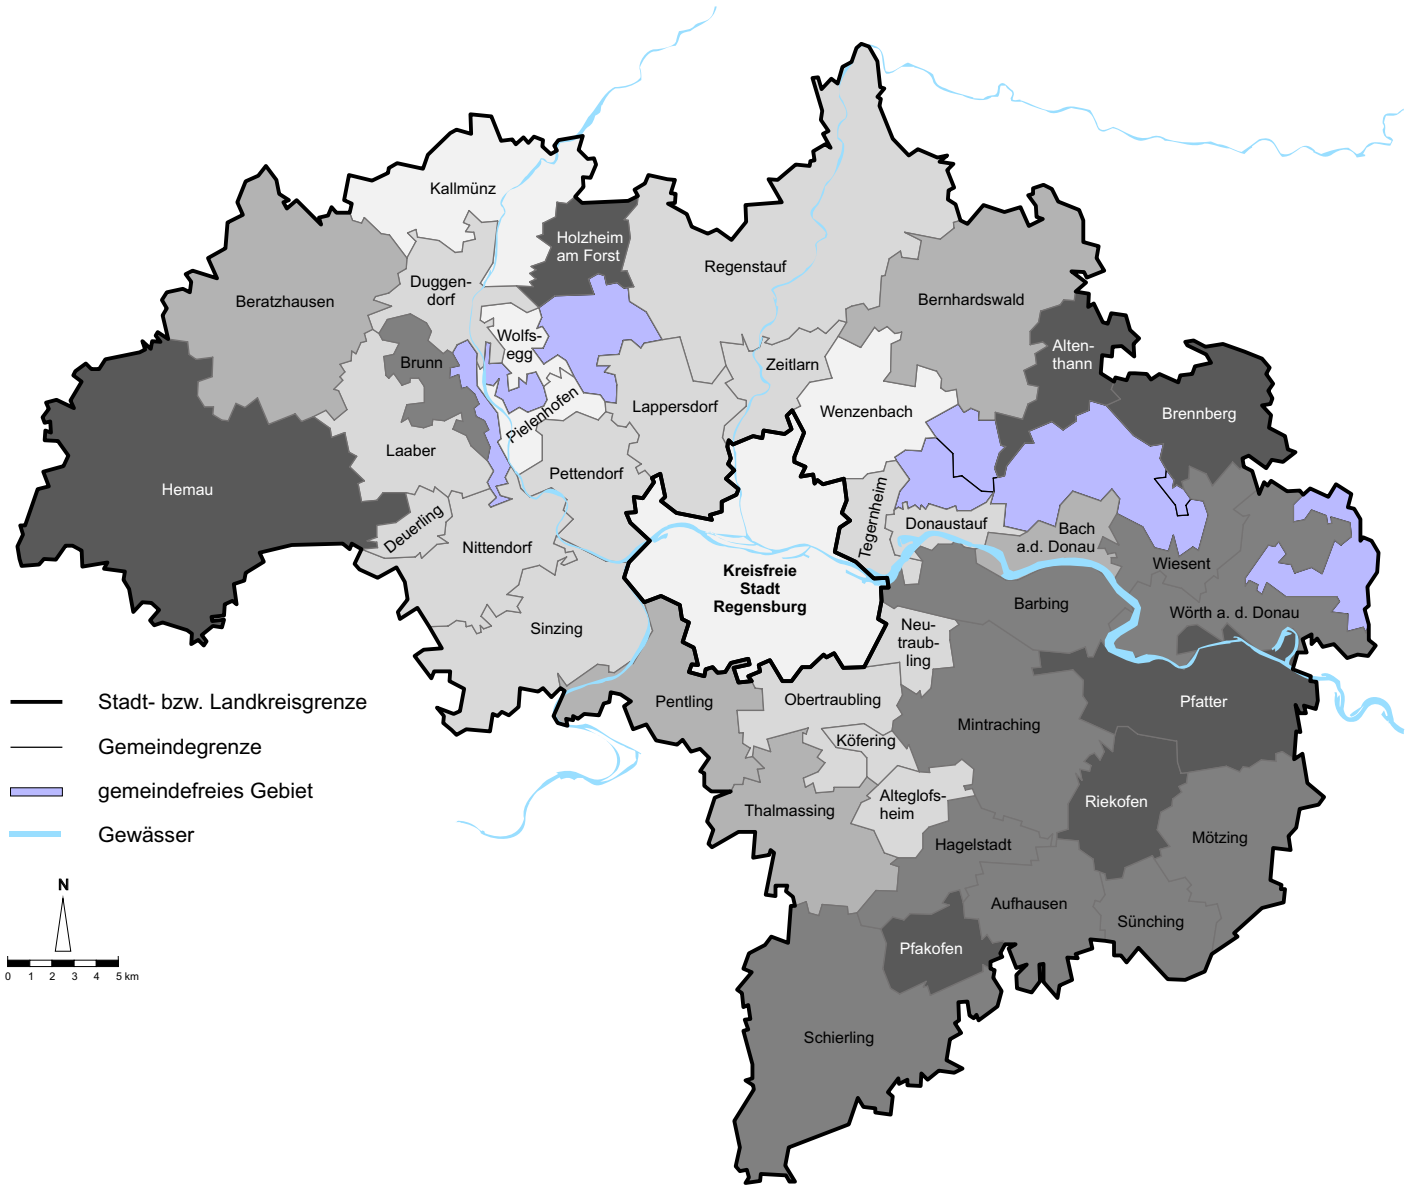 Kallmünz
Holzheim
am Forst
Regenstauf
Beratzhausen
Duggen-
dorf
Bernhardswald
Wolfs-
egg
Brunn
Zeitlarn
Alten-
thann
Pielenhofen
Lappersdorf
Wenzenbach
Brennberg
Laaber
Pettendorf
Hemau
Deuerling
Nittendorf
Tegernheim
Donaustauf
Bach
a.d. Donau
Wiesent
Kreisfreie
Stadt
Regensburg
Barbing
Wörth a. d. Donau
Sinzing
Neu-
traub-
ling
Pentling
Obertraubling
Mintraching
Pfatter
Köfering
Thalmassing
Alteglofs-
heim
Riekofen
Hagelstadt
Mötzing
Aufhausen
Sünching
Pfakofen
Schierling
Stadt- bzw. Landkreisgrenze
Gemeindegrenze
gemeindefreies Gebiet
Gewässer
N
0 1 2 3 4 5 km